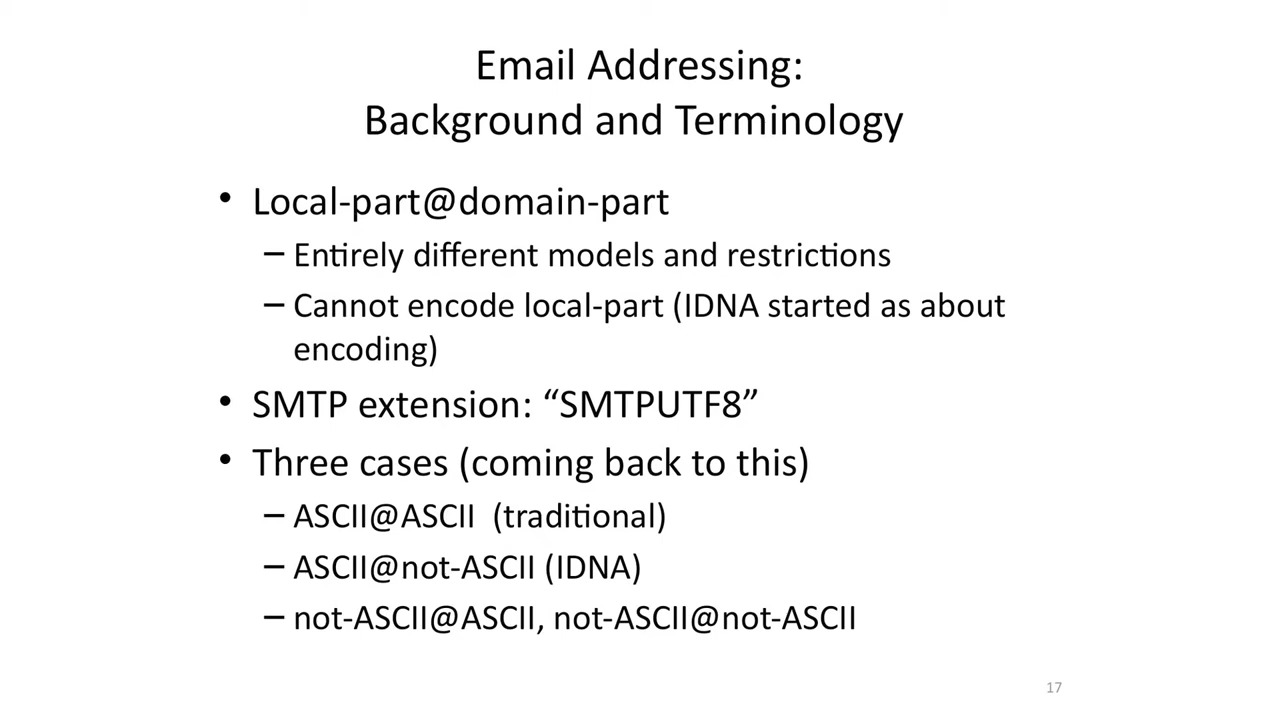 Email Addressing:
Background and Terminology
• Local-part@domain-part
– Entirely different models and restrictions
– Cannot encode local-part (IDNA started as about
encoding)
• SMTP extension: “SMTPUTF8”
• Three cases (coming back to this)
– ASCII@ASCII  (traditional)
– ASCII@not-ASCII (IDNA)
– not-ASCII@ASCII, not-ASCII@not-ASCII
17